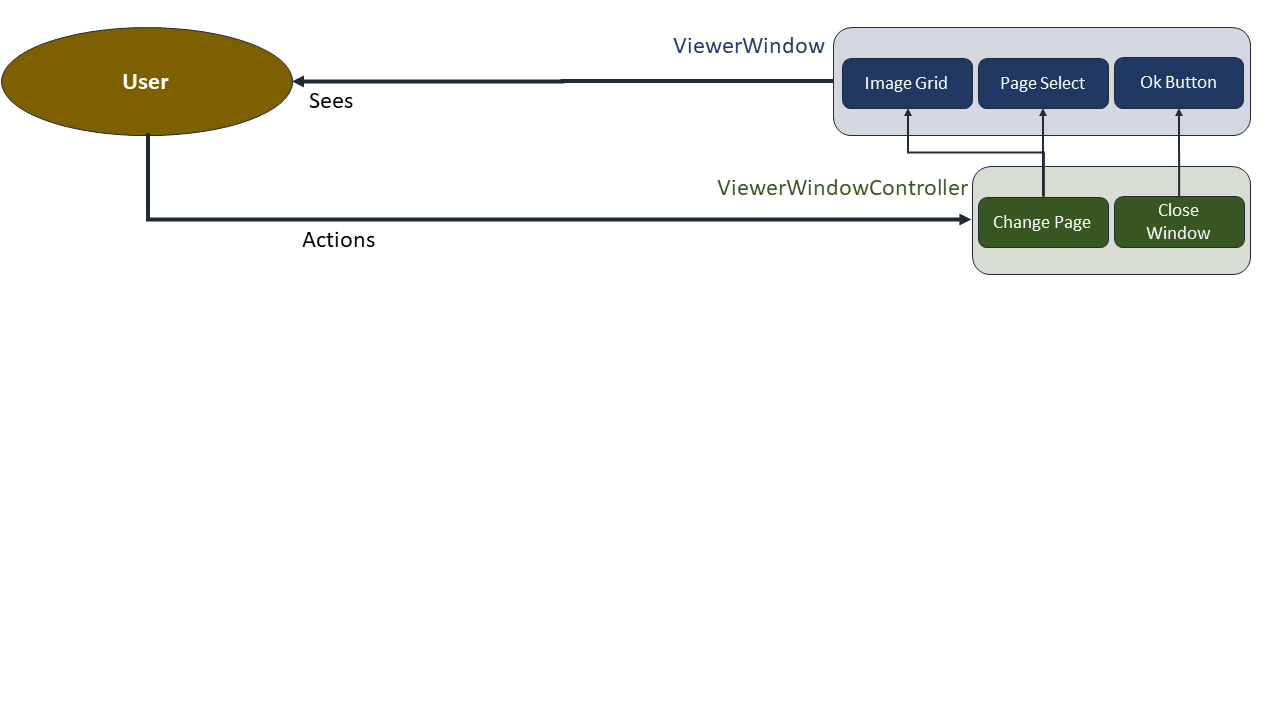 ViewerWindow
User
Image Grid
Page Select
Ok Button
Sees
ViewerWindowController
Change Page
Close
Window
Actions